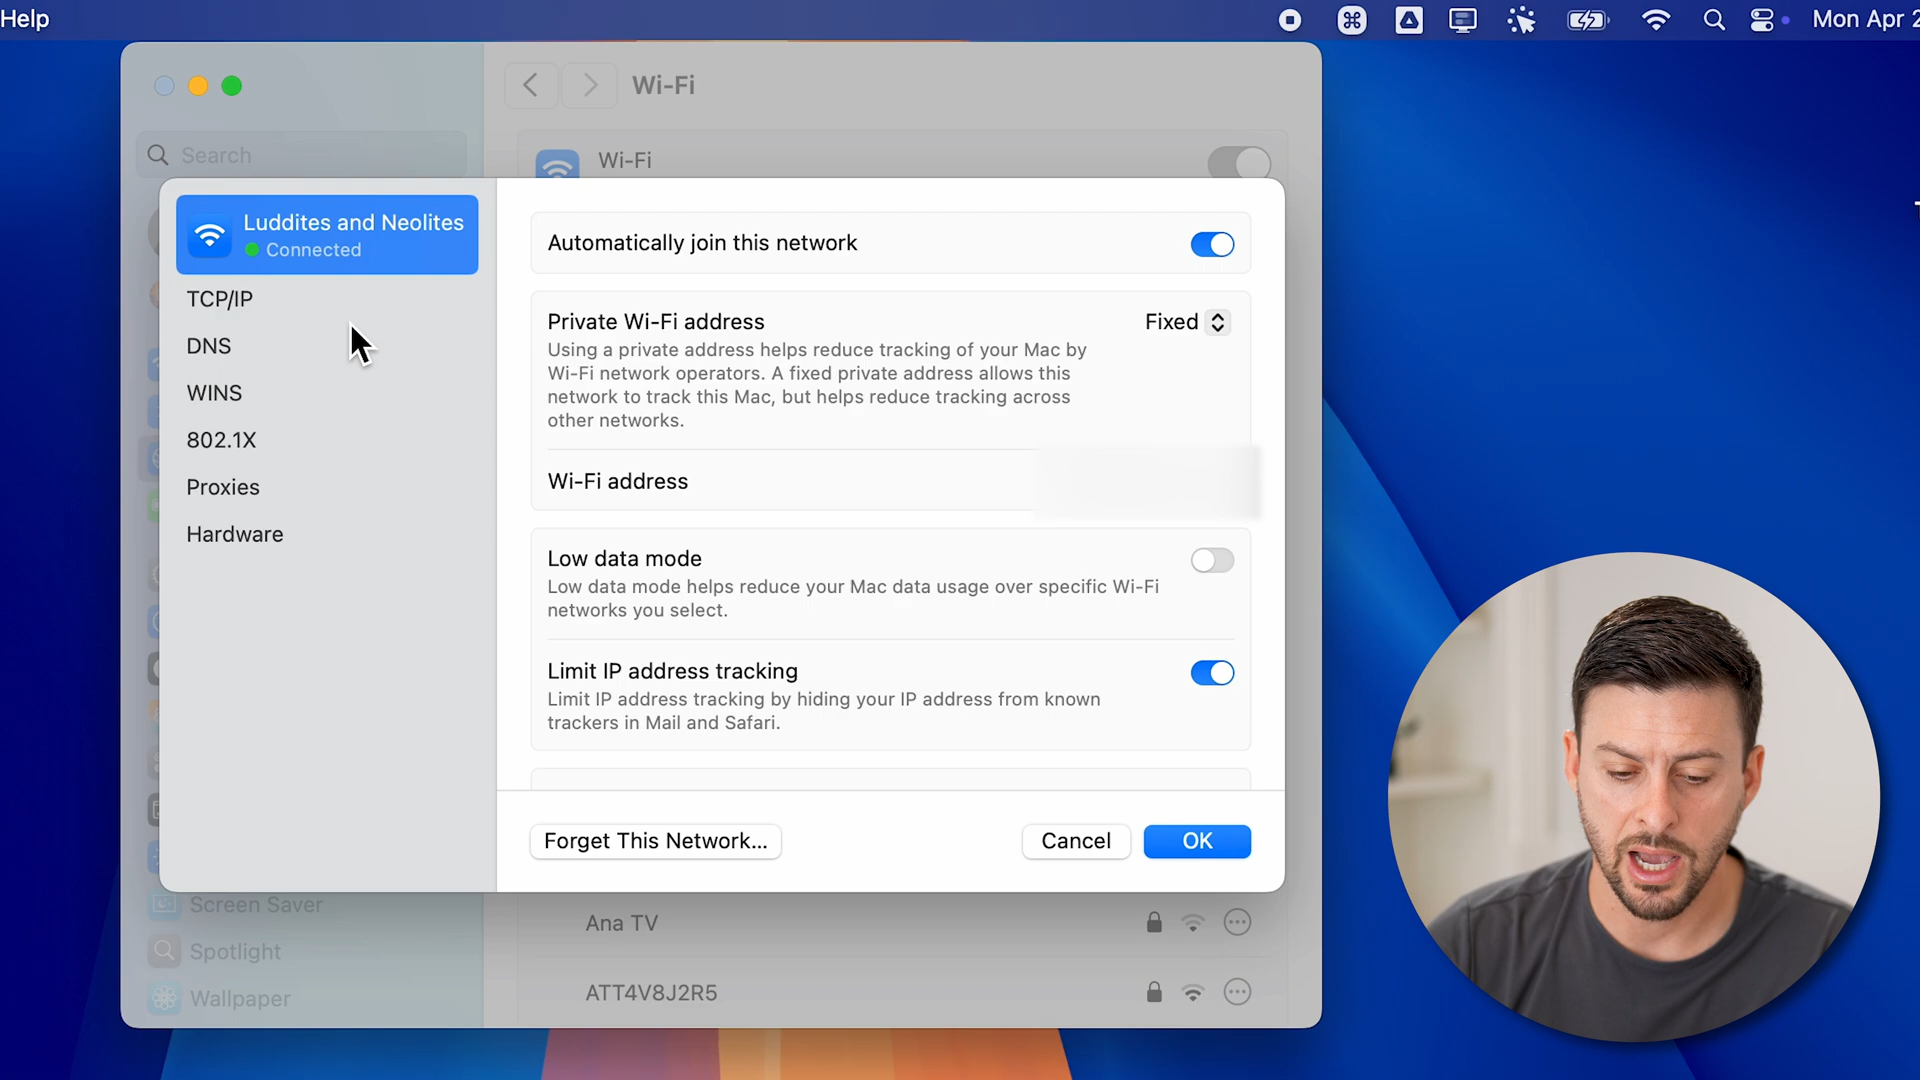 Help
Mon Apr 2
Wi-Fi
Search
Wi-Fi
Luddites and Neolites
Connected
TCP/IP
DNS
WINS
802.1X
Proxies
Hardware
Automatically join this network
Private Wi-Fi address
Fixed
Using a private address helps reduce tracking of your Mac by
Wi-Fi network operators. A fixed private address allows this
network to track this Mac, but helps reduce tracking across
other networks.
Wi-Fi address
Low data mode
Low data mode helps reduce your Mac data usage over specific Wi-Fi
networks you select.
Limit IP address tracking
Limit IP address tracking by hiding your IP address from known
trackers in Mail and Safari.
Forget This Network...
Cancel
OK
Screen Saver
Spotlight
Wallpaper
Ana TV
ATT4V8J2R5